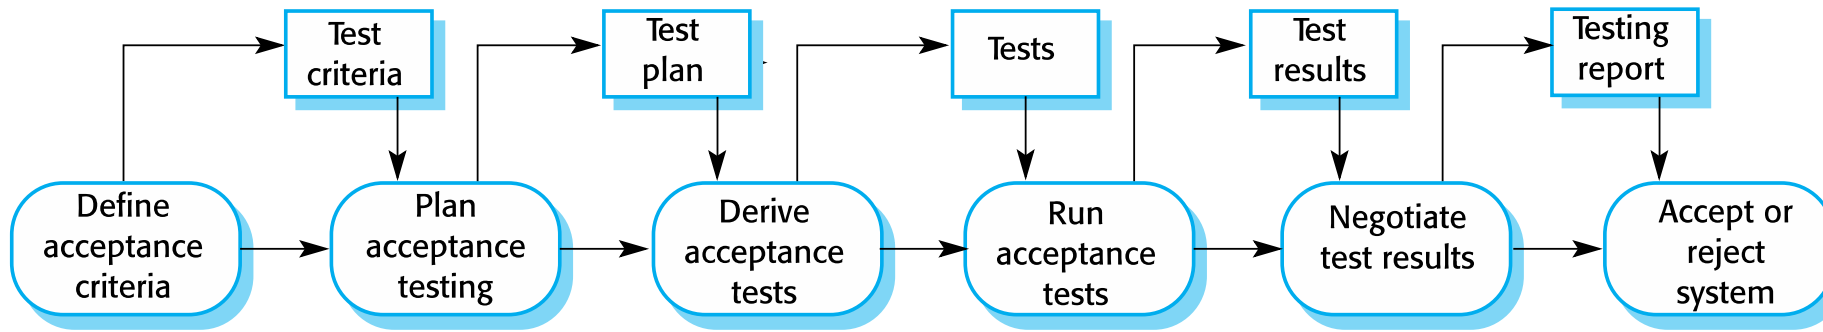 Test
criteria
Test
plan
Tests
Test
results
Testing
report
Define
acceptance
criteria
Plan
acceptance
testing
Derive
acceptance
tests
Run
acceptance
tests
Negotiate
test results
Accept or
reject
system